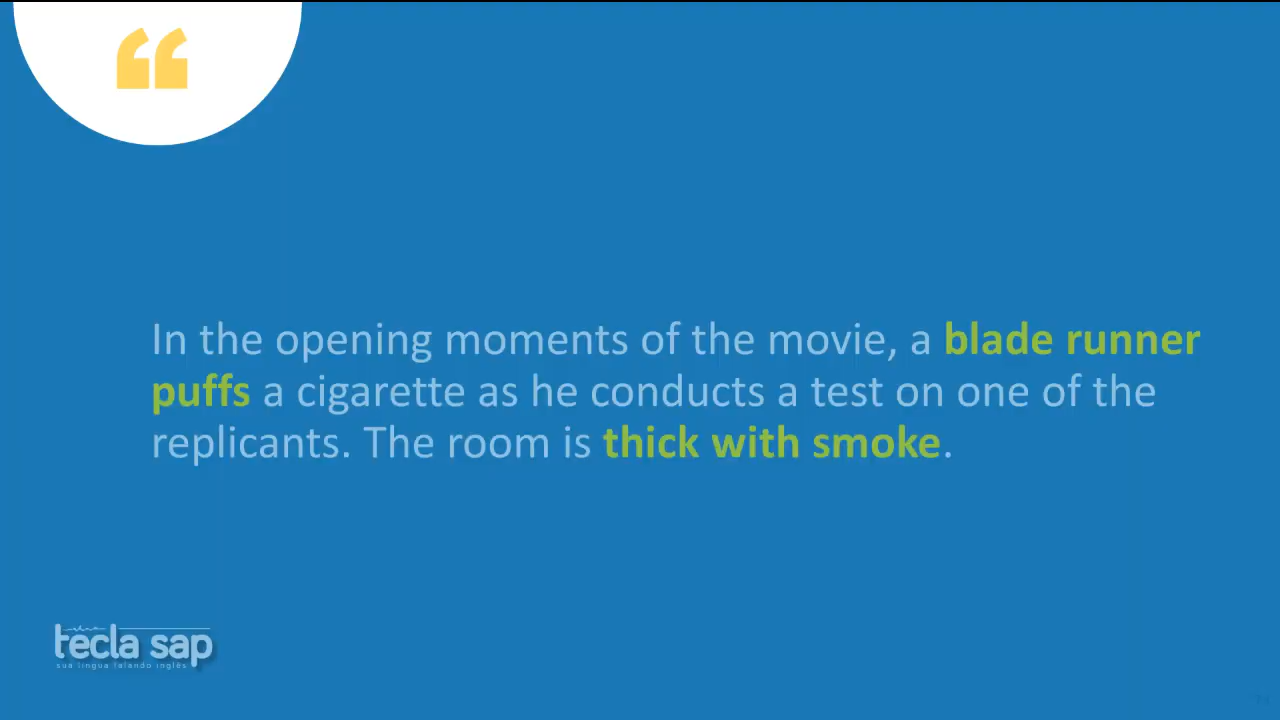 “
In the opening moments of the movie, a blade runner
puffs a cigarette as he conducts a test on one of the
replicants. The room is thick with smoke.
tecla sap
sua língua falando inglês